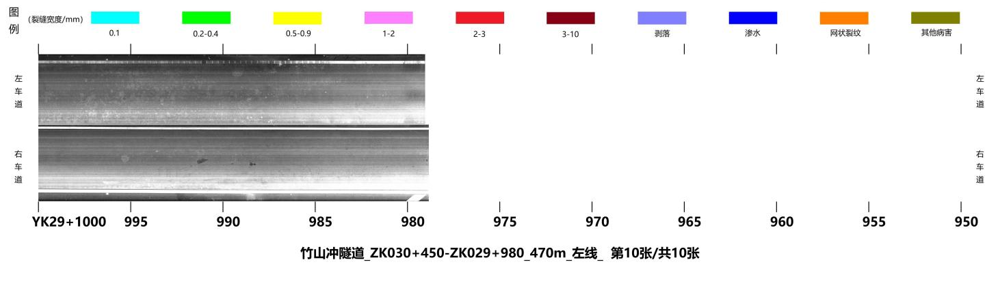 图例 (裂缝宽度/mm)
0.1 0.2-0.4 0.5-0.9 1-2 2-3 3-10 剥落 渗水 网状裂纹 其他病害
左车道 左车道
右车道 右车道
YK29+1000 995 990 985 980 975 970 965 960 955 950
竹山冲隧道_ZK030+450-ZK029+980_470m_左线_ 第10张/共10张